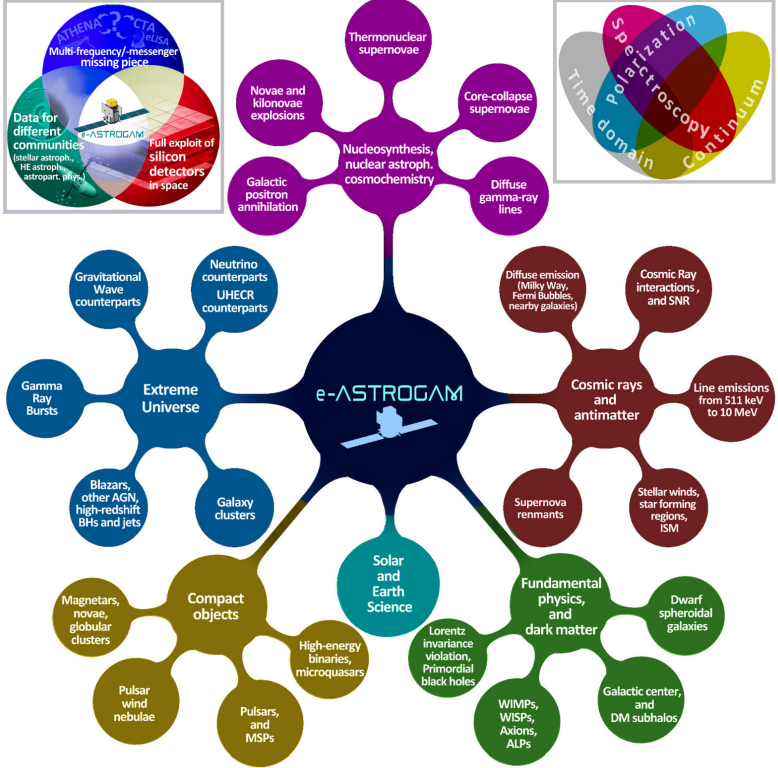 ATHENA
?
CTA
eLISA
Multi-frequency/-messenger
missing piece
e-ASTROGAM
Data for
different
communities
(stellar astroph.,
HE astroph.,
astropart. phys.)
Full exploit of
silicon
detectors
in space
Thermonuclear
supernovae
Novae and
kilonovae
explosions
Core-collapse
supernovae
Nucleosynthesis,
nuclear astroph.
cosmochemistry
Galactic
positron
annihilation
Diffuse
gamma-ray
lines
Time domain
Spectroscopy
Polarization
Continuum
Gravitational
Wave
counterparts
Neutrino
counterparts
UHECR
counterparts
Gamma
Ray
Bursts
Extreme
Universe
Blazars,
other AGN,
high-redshift
BHs and jets
Galaxy
clusters
e-ASTROGAM
Diffuse emission
(Milky Way,
Fermi Bubbles,
nearby galaxies)
Cosmic Ray
interactions ,
and SNR
Cosmic rays
and
antimatter
Line emissions
from 511 keV
to 10 MeV
Supernova
renmants
Stellar winds,
star forming
regions,
ISM
Solar
and
Earth
Science
Compact
objects
Magnetars,
novae,
globular
clusters
High-energy
binaries,
microquasars
Pulsar
wind
nebulae
Pulsars,
and
MSPs
Fundamental
physics,
and
dark matter
Dwarf
spheroidal
galaxies
Lorentz
invariance
violation,
Primordial
black holes
WIMPs,
WISPs,
Axions,
ALPs
Galactic center,
and
DM subhalos